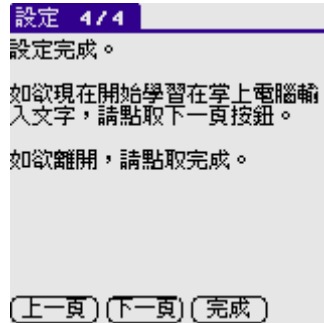 設定 4/4
設定完成。
如欲現在開始學習在掌上電腦輸
入文字，請點取下一頁按鈕。
如欲離開，請點取完成。
上一頁 下一頁 完成